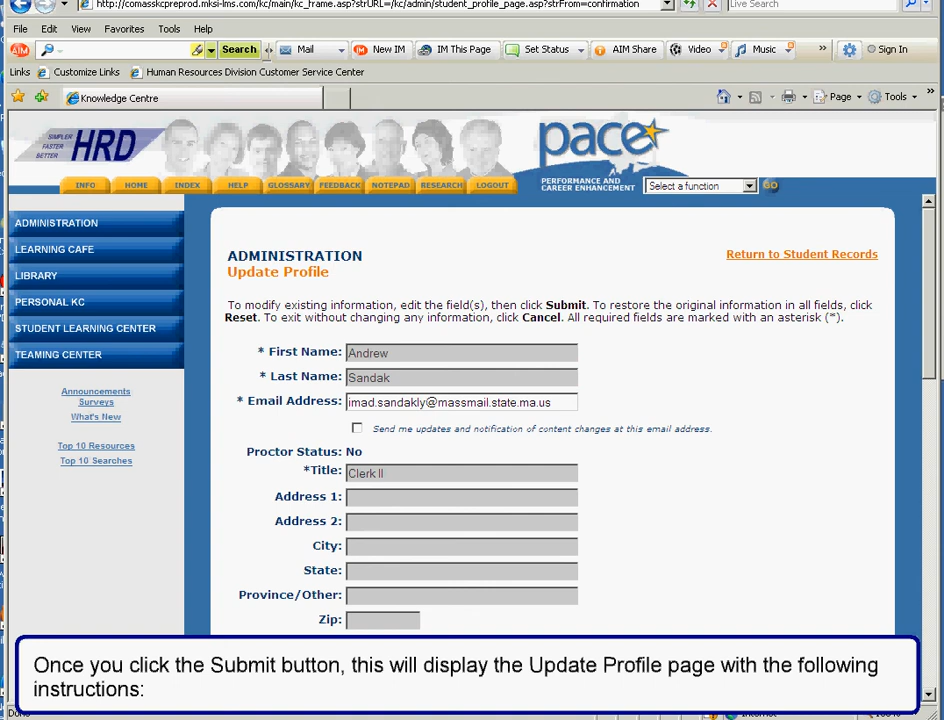 http://comasskcpreprod.mksi-lms.com/kc/main/kc_frame.asp?strURL=/kc/admin/student_profile_page.asp?strFrom=confirmation
Live Search
File Edit View Favorites Tools Help
AIM Search Mail New IM IM This Page Set Status AIM Share Video Music » Sign In
Links Customize Links Human Resources Division Customer Service Center
Knowledge Centre
Page Tools »
SIMPLER
FASTER
BETTER
HRD
pace
PERFORMANCE AND
CAREER ENHANCEMENT
INFO HOME INDEX HELP GLOSSARY FEEDBACK NOTEPAD RESEARCH LOGOUT
Select a function GO
ADMINISTRATION
LEARNING CAFE
LIBRARY
PERSONAL KC
STUDENT LEARNING CENTER
TEAMING CENTER
Announcements
Surveys
What's New
Top 10 Resources
Top 10 Searches
ADMINISTRATION
Return to Student Records
Update Profile
To modify existing information, edit the field(s), then click Submit. To restore the original information in all fields, click
Reset. To exit without changing any information, click Cancel. All required fields are marked with an asterisk (*).
* First Name: Andrew
* Last Name: Sandak
* Email Address: imad.sandakly@massmail.state.ma.us
Send me updates and notification of content changes at this email address.
Proctor Status: No
*Title: Clerk II
Address 1:
Address 2:
City:
State:
Province/Other:
Zip:
Once you click the Submit button, this will display the Update Profile page with the following
instructions: